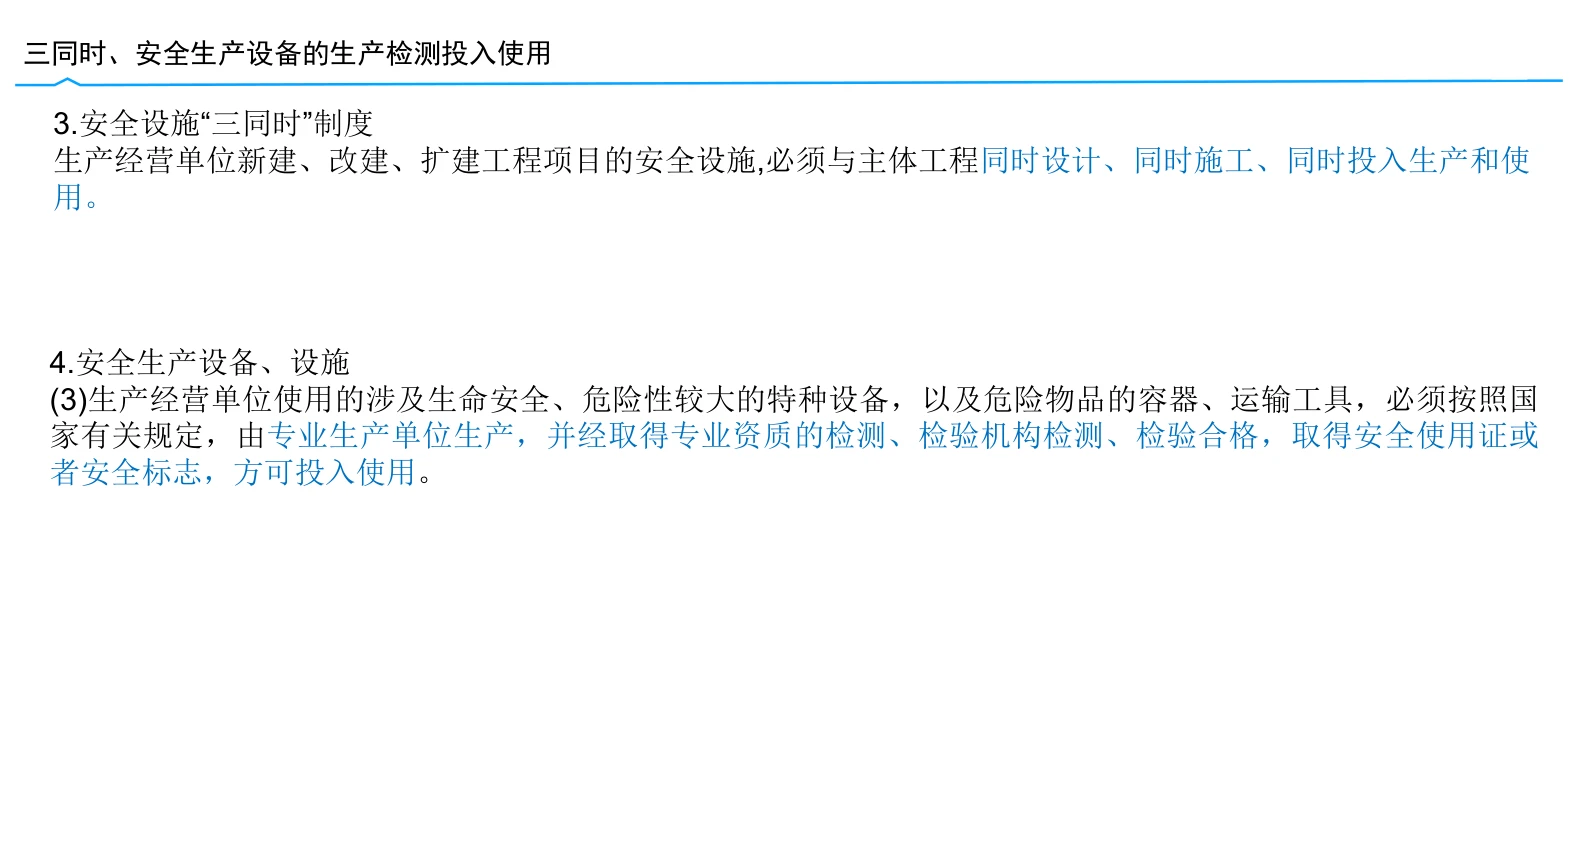 三同时、安全生产设备的生产检测投入使用
3.安全设施“三同时”制度
生产经营单位新建、改建、扩建工程项目的安全设施,必须与主体工程同时设计、同时施工、同时投入生产和使
用。
4.安全生产设备、设施
(3)生产经营单位使用的涉及生命安全、危险性较大的特种设备，以及危险物品的容器、运输工具，必须按照国
家有关规定，由专业生产单位生产，并经取得专业资质的检测、检验机构检测、检验合格，取得安全使用证或
者安全标志，方可投入使用。